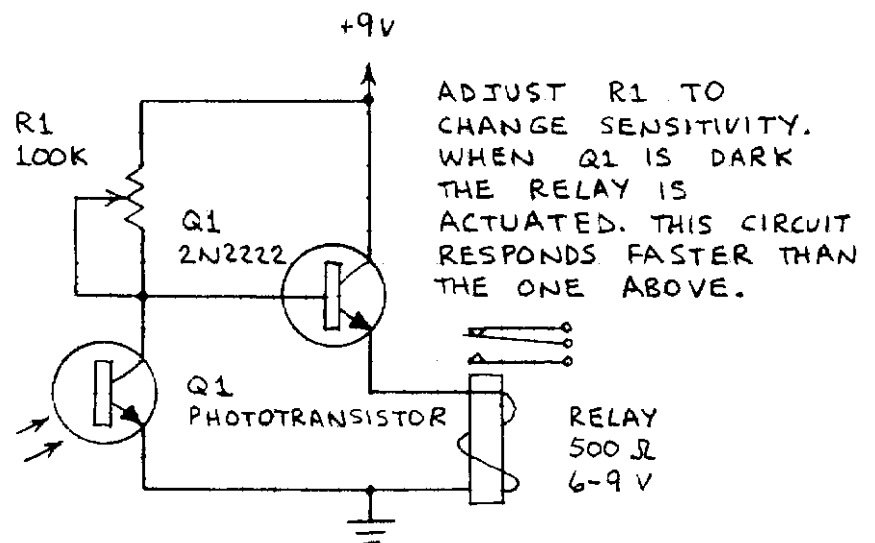 +9V
R1
100K
ADJUST R1 TO
CHANGE SENSITIVITY.
WHEN Q1 IS DARK
THE RELAY IS
ACTUATED. THIS CIRCUIT
RESPONDS FASTER THAN
THE ONE ABOVE.
Q1
2N2222
Q1
PHOTOTRANSISTOR
RELAY
500 Ω
6-9 V